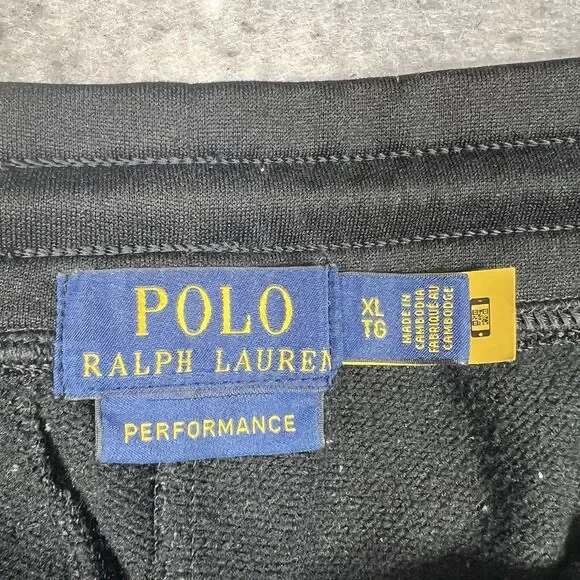 POLO
RALPH LAUREN
PERFORMANCE
XL
TG
MADE IN
CAMBODIA
FABRIQUÉ AU
CAMBODGE